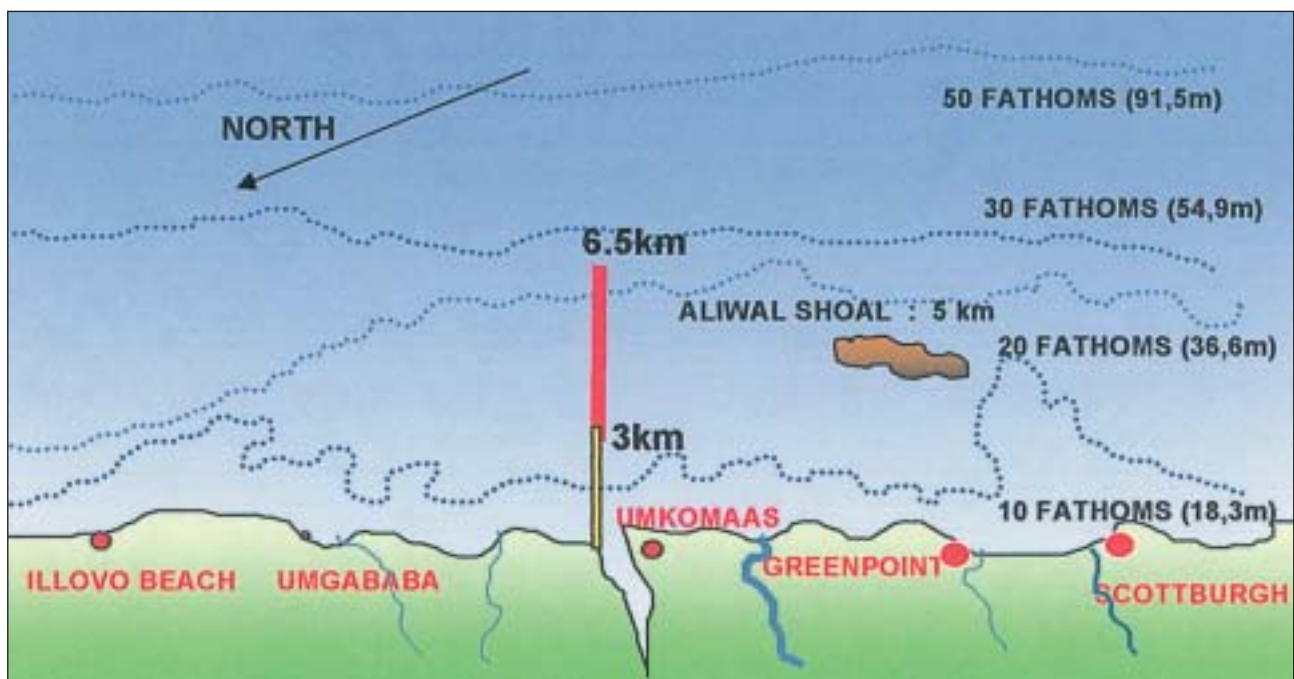 50 FATHOMS (91,5m)
NORTH
30 FATHOMS (54,9m)
6.5km
ALIWAL SHOAL : 5 km
20 FATHOMS (36,6m)
3km
10 FATHOMS (18,3m)
UMKOMAAS
GREENPOINT
ILLOVO BEACH
UMGABABA
SCOTTBURGH